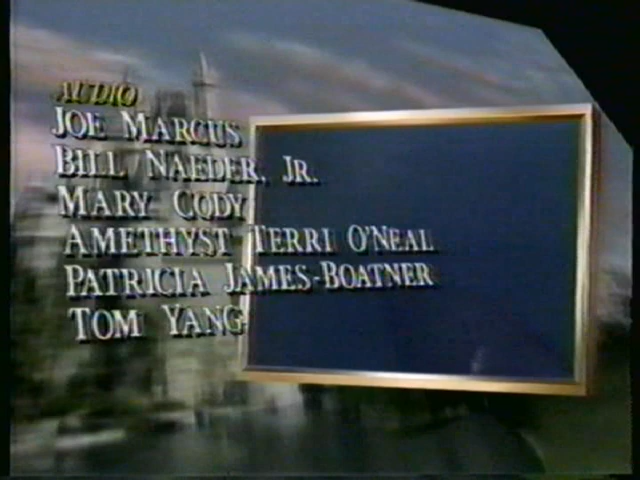 AUDIO
JOE MARCUS
BILL NAEDER, JR.
MARY CODY
AMETHYST TERRI O'NEAL
PATRICIA JAMES-BOATNER
TOM YANG